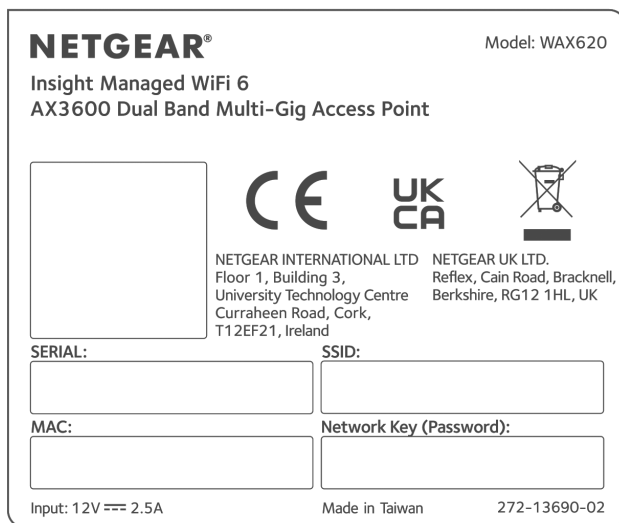 NETGEAR®
Model: WAX620
Insight Managed WiFi 6
AX3600 Dual Band Multi-Gig Access Point
CE
UK
CA
NETGEAR INTERNATIONAL LTD
Floor 1, Building 3,
University Technology Centre
Curraheen Road, Cork,
T12EF21, Ireland
NETGEAR UK LTD.
Reflex, Cain Road, Bracknell,
Berkshire, RG12 1HL, UK
SERIAL:
SSID:
MAC:
Network Key (Password):
Input: 12V ⎓ 2.5A
Made in Taiwan
272-13690-02